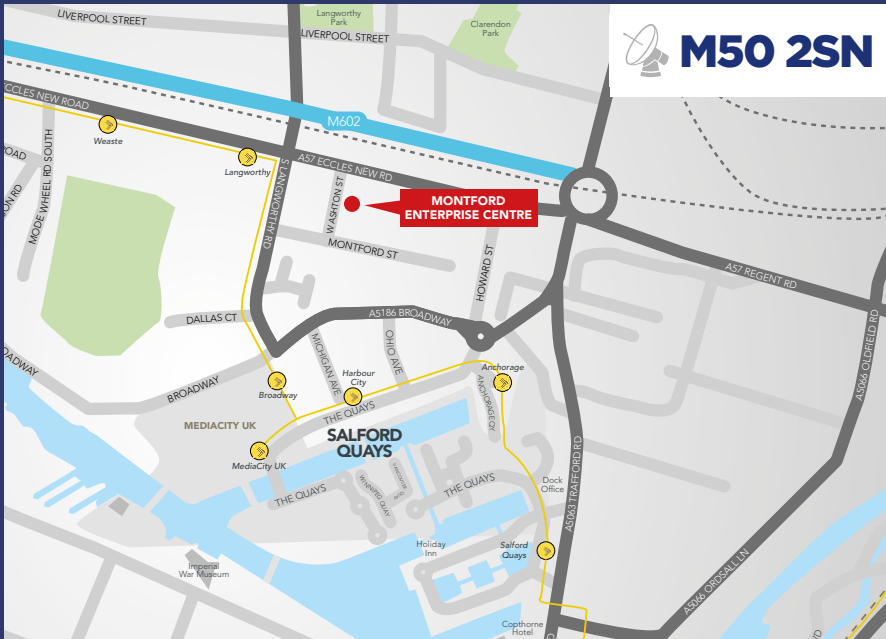 LIVERPOOL STREET
Langworthy
Park
LIVERPOOL STREET
Clarendon
Park
M50 2SN
ECCLES NEW ROAD
Weaste
M602
Langworthy
A57 ECCLES NEW RD
S LANGWORTHY RD
W ASHTON ST
MONTFORD
ENTERPRISE CENTRE
MODE WHEEL RD SOUTH
MONTFORD ST
HOWARD ST
A57 REGENT RD
DALLAS CT
A5186 BROADWAY
A5066 OLDFIELD RD
MICHIGAN AVE
OHIO AVE
BROADWAY
Broadway
Harbour
City
Anchorage
ANCHORAGE QY
THE QUAYS
MEDIACITY UK
SALFORD
QUAYS
MediaCity UK
THE QUAYS
WINNIPEG QUAY
THE QUAYS
Dock
Office
A5063 TRAFFORD RD
Holiday
Inn
Salford
Quays
Imperial
War Museum
A5066 ORDSALL LN
Copthorne
Hotel